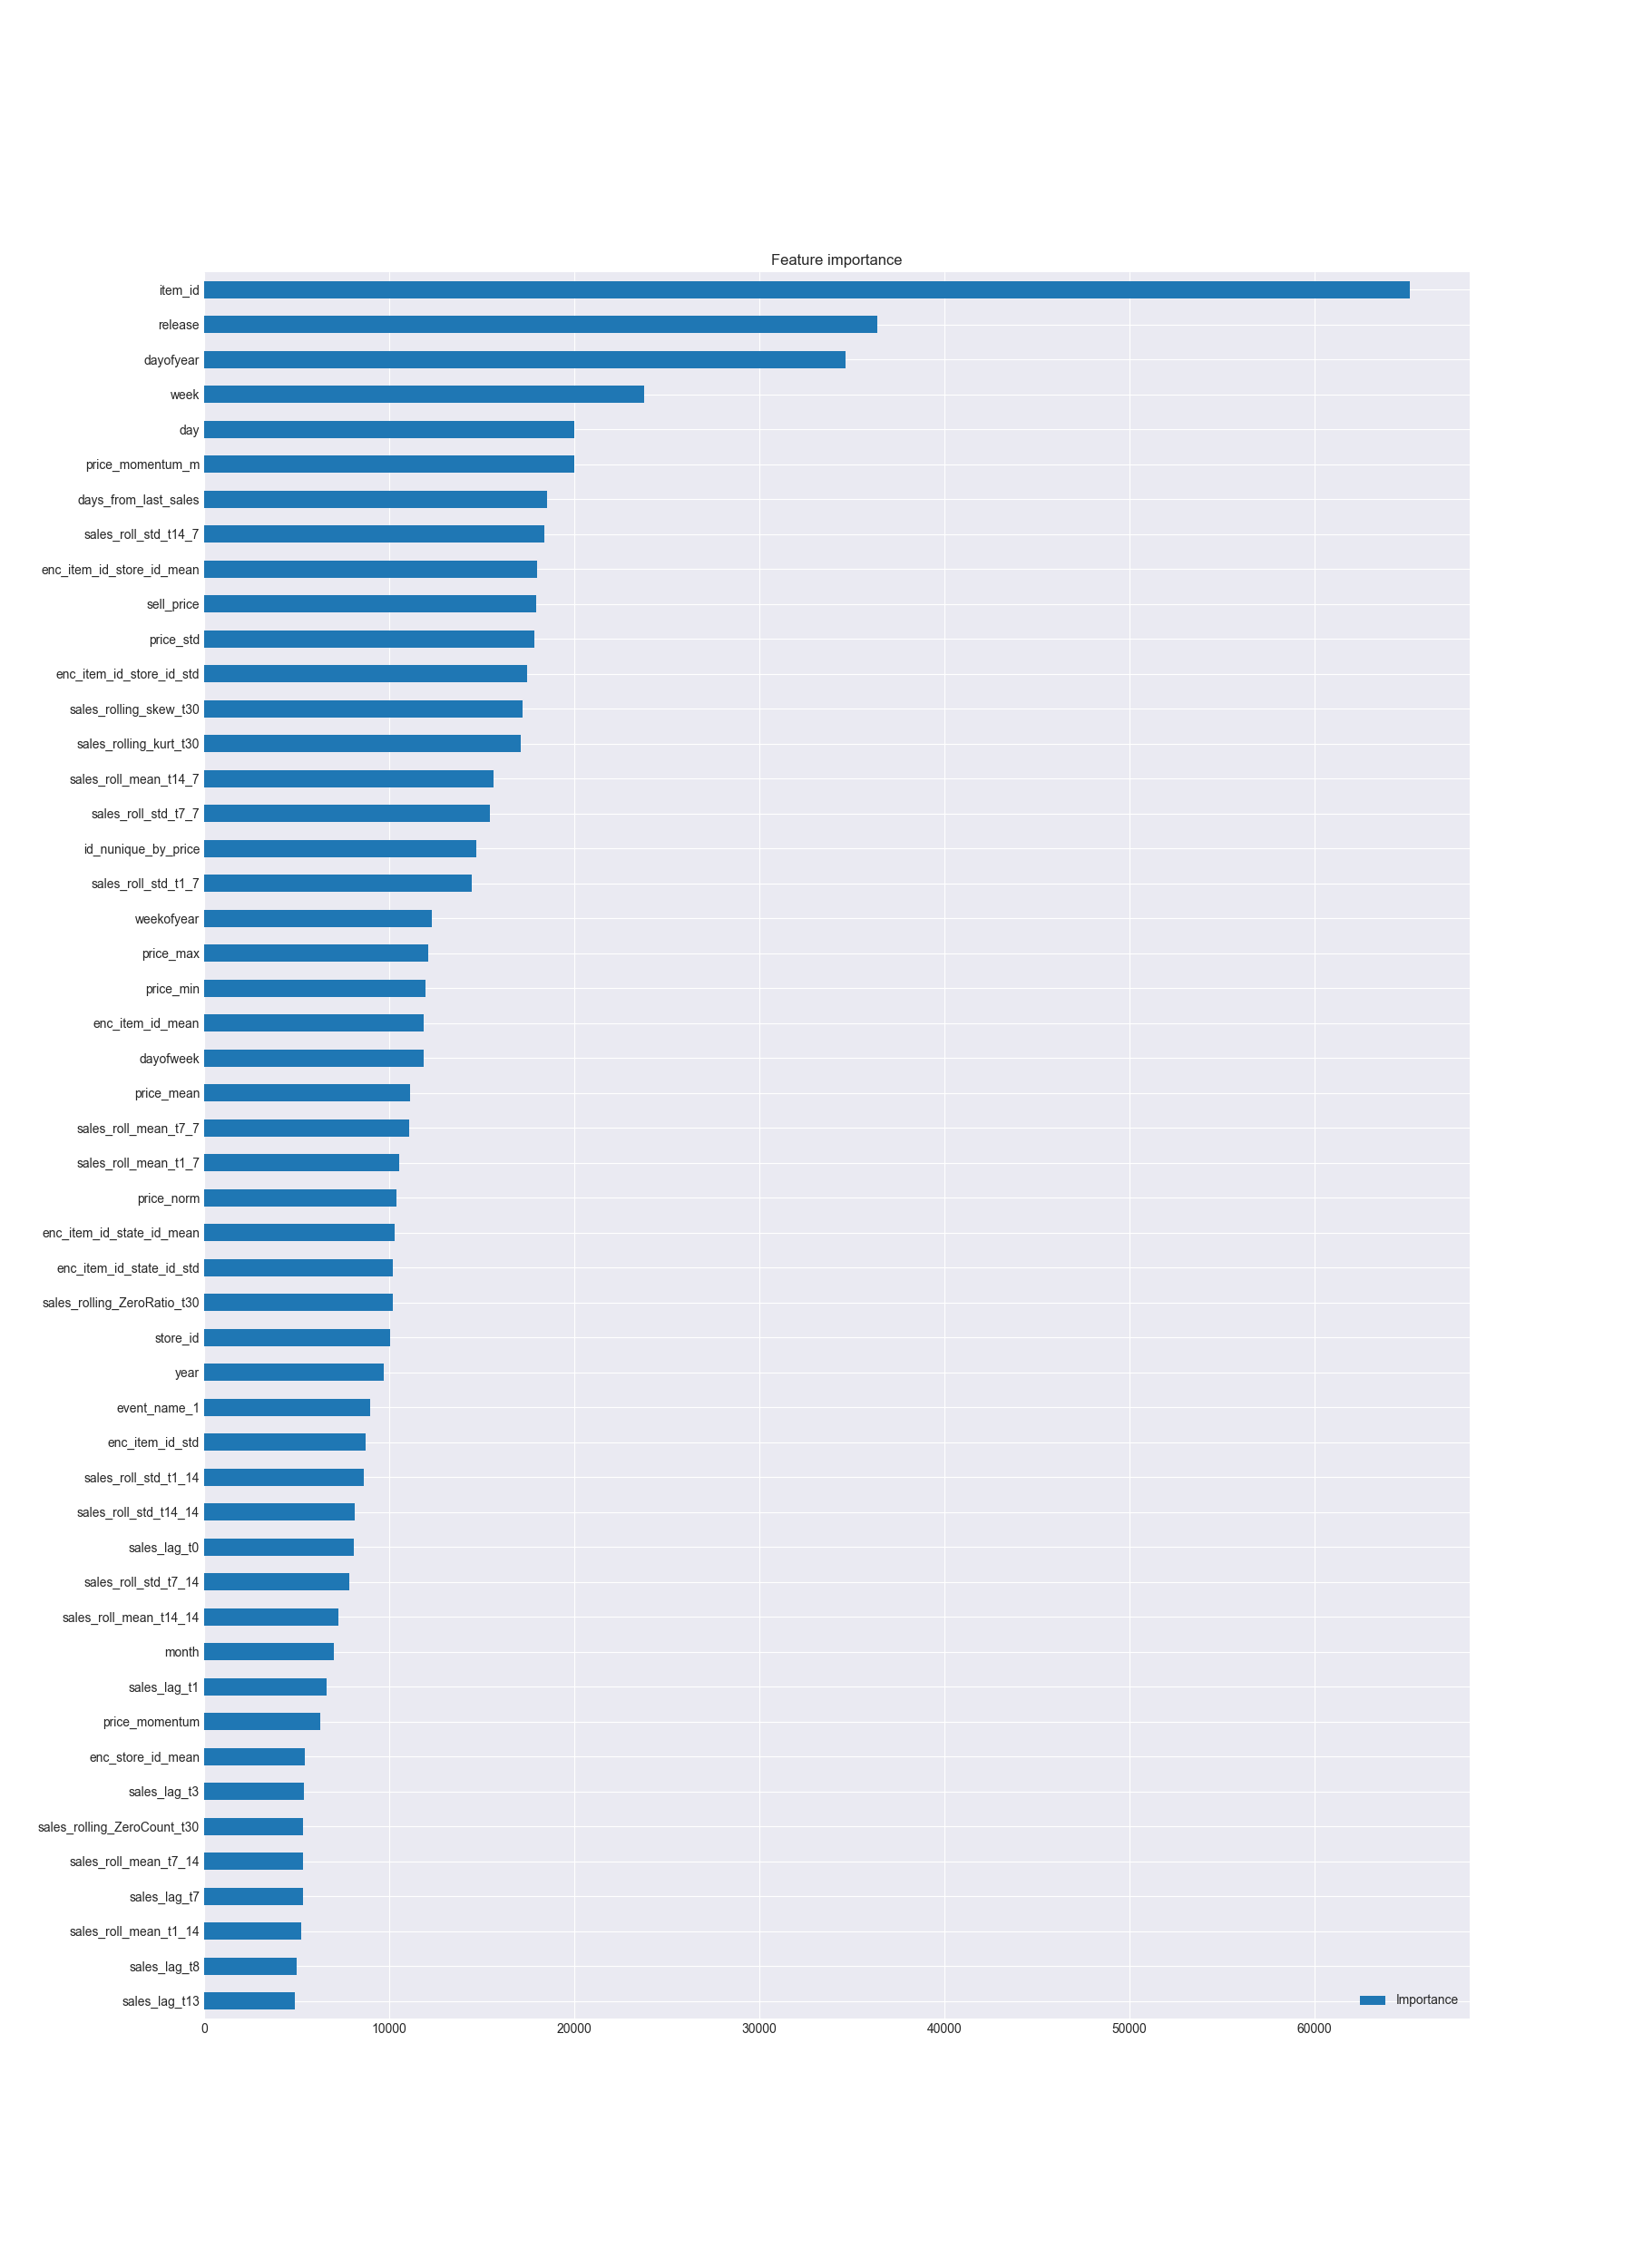 Feature importance
item_id
release
dayofyear
week
day
price_momentum_m
days_from_last_sales
sales_roll_std_t14_7
enc_item_id_store_id_mean
sell_price
price_std
enc_item_id_store_id_std
sales_rolling_skew_t30
sales_rolling_kurt_t30
sales_roll_mean_t14_7
sales_roll_std_t7_7
id_nunique_by_price
sales_roll_std_t1_7
weekofyear
price_max
price_min
enc_item_id_mean
dayofweek
price_mean
sales_roll_mean_t7_7
sales_roll_mean_t1_7
price_norm
enc_item_id_state_id_mean
enc_item_id_state_id_std
sales_rolling_ZeroRatio_t30
store_id
year
event_name_1
enc_item_id_std
sales_roll_std_t1_14
sales_roll_std_t14_14
sales_lag_t0
sales_roll_std_t7_14
sales_roll_mean_t14_14
month
sales_lag_t1
price_momentum
enc_store_id_mean
sales_lag_t3
sales_rolling_ZeroCount_t30
sales_roll_mean_t7_14
sales_lag_t7
sales_roll_mean_t1_14
sales_lag_t8
sales_lag_t13
Importance
0 10000 20000 30000 40000 50000 60000